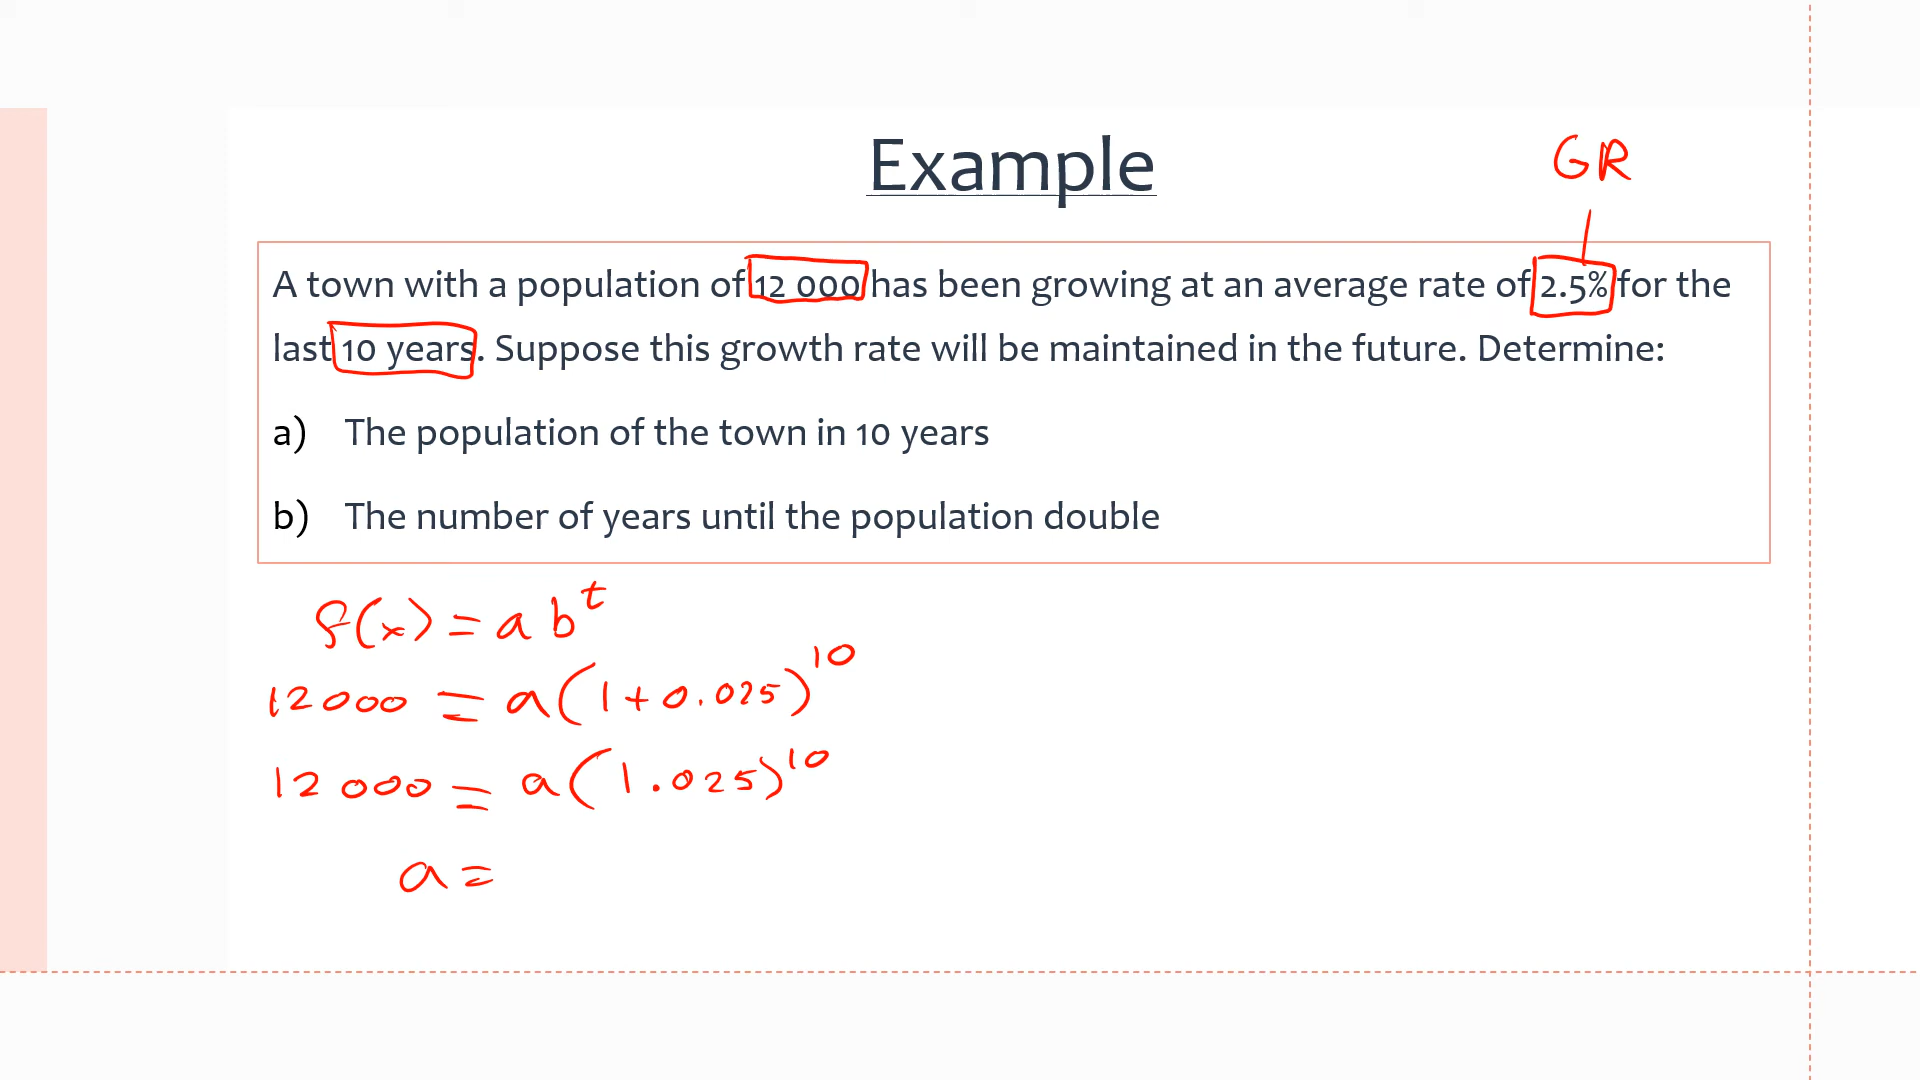 Example
GR
A town with a population of 12 000 has been growing at an average rate of 2.5% for the
last 10 years. Suppose this growth rate will be maintained in the future. Determine:
a) The population of the town in 10 years
b) The number of years until the population double
f(x) = a b^t
12000 = a(1+0.025)^10
12 000 = a(1.025)^10
a =